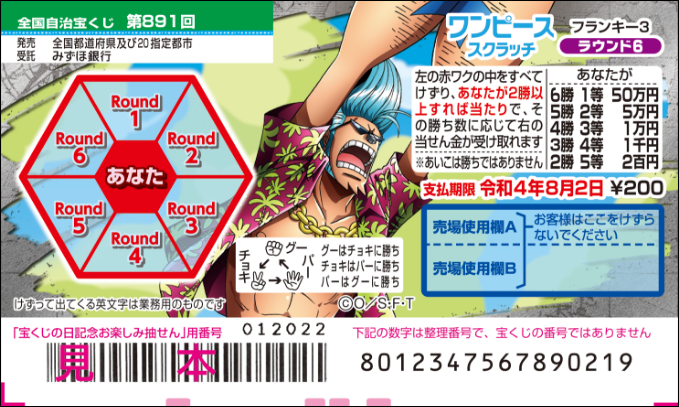 全国自治宝くじ 第891回
発売 全国都道府県及び20指定都市
受託 みずほ銀行
ワンピース
スクラッチ
フランキー3
ラウンド6
Round
1
Round
2
Round
3
Round
4
Round
5
Round
6
あなた
左の赤ワクの中をすべて
けずり、あなたが2勝以
上すれば当たりで、そ
の勝ち数に応じて右の
当せん金が受け取れます
※あいこは勝ちではありません
あなたが
6勝 1等 50万円
5勝 2等 5万円
4勝 3等 1万円
3勝 4等 1千円
2勝 5等 2百円
支払期限 令和4年8月2日 ¥200
売場使用欄A
お客様はここをけずら
ないでください
売場使用欄B
グー
チョキ
パー
グーはチョキに勝ち
チョキはパーに勝ち
パーはグーに勝ち
けずって出てくる英文字は業務用のものです
©O/S.F・T
「宝くじの日記念お楽しみ抽せん」用番号
012022
下記の数字は整理番号で、宝くじの番号ではありません
見本
8012347567890219